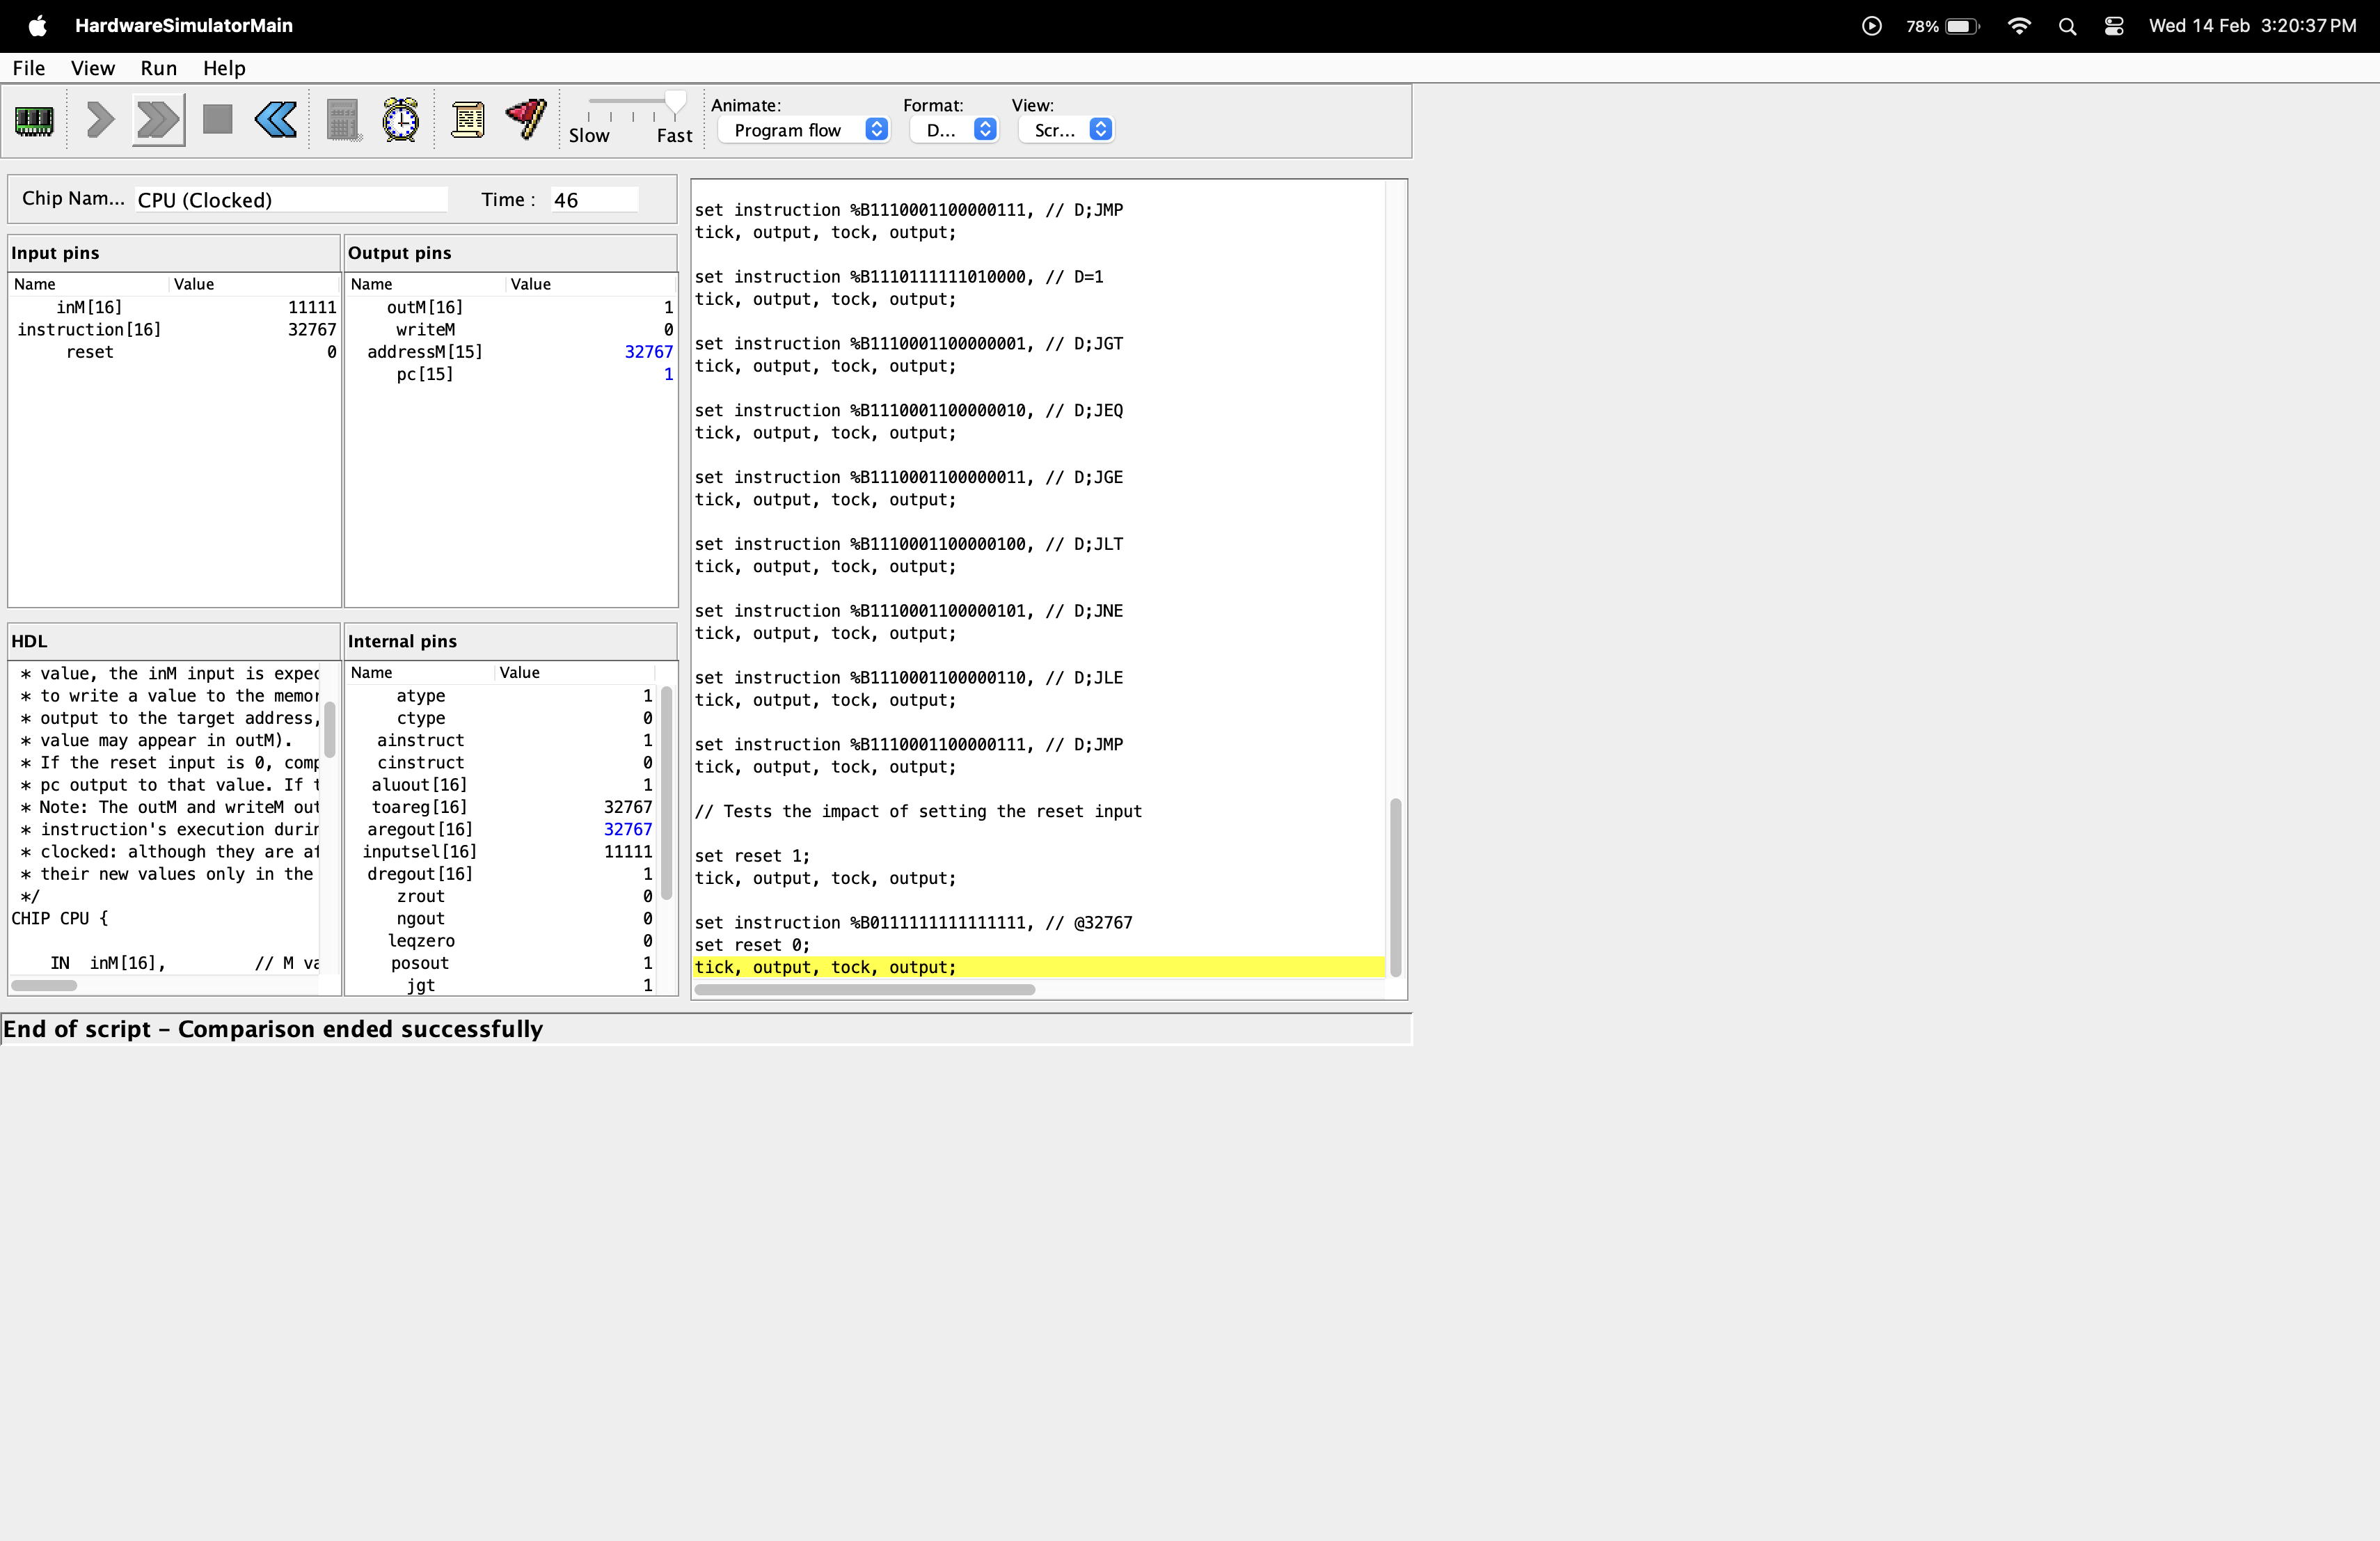 HardwareSimulatorMain
78%
Wed 14 Feb 3:20:37 PM
File View Run Help
Slow Fast
Animate:
Program flow
Format:
D...
View:
Scr...
Chip Nam... CPU (Clocked) Time : 46
Input pins
Name Value
inM[16] 11111
instruction[16] 32767
reset 0
Output pins
Name Value
outM[16] 1
writeM 0
addressM[15] 32767
pc[15] 1
HDL
* value, the inM input is expec
* to write a value to the memor
* output to the target address,
* value may appear in outM).
* If the reset input is 0, comp
* pc output to that value. If t
* Note: The outM and writeM out
* instruction's execution durin
* clocked: although they are af
* their new values only in the
*/
CHIP CPU {
IN inM[16], // M va
Internal pins
Name Value
atype 1
ctype 0
ainstruct 1
cinstruct 0
aluout[16] 1
toareg[16] 32767
aregout[16] 32767
inputsel[16] 11111
dregout[16] 1
zrout 0
ngout 0
leqzero 0
posout 1
jgt 1
set instruction %B1110001100000111, // D;JMP
tick, output, tock, output;
set instruction %B1110111111010000, // D=1
tick, output, tock, output;
set instruction %B1110001100000001, // D;JGT
tick, output, tock, output;
set instruction %B1110001100000010, // D;JEQ
tick, output, tock, output;
set instruction %B1110001100000011, // D;JGE
tick, output, tock, output;
set instruction %B1110001100000100, // D;JLT
tick, output, tock, output;
set instruction %B1110001100000101, // D;JNE
tick, output, tock, output;
set instruction %B1110001100000110, // D;JLE
tick, output, tock, output;
set instruction %B1110001100000111, // D;JMP
tick, output, tock, output;
// Tests the impact of setting the reset input
set reset 1;
tick, output, tock, output;
set instruction %B0111111111111111, // @32767
set reset 0;
tick, output, tock, output;
End of script – Comparison ended successfully